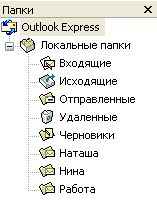 Папки
Outlook Express
Локальные папки
Входящие
Исходящие
Отправленные
Удаленные
Черновики
Наташа
Нина
Работа